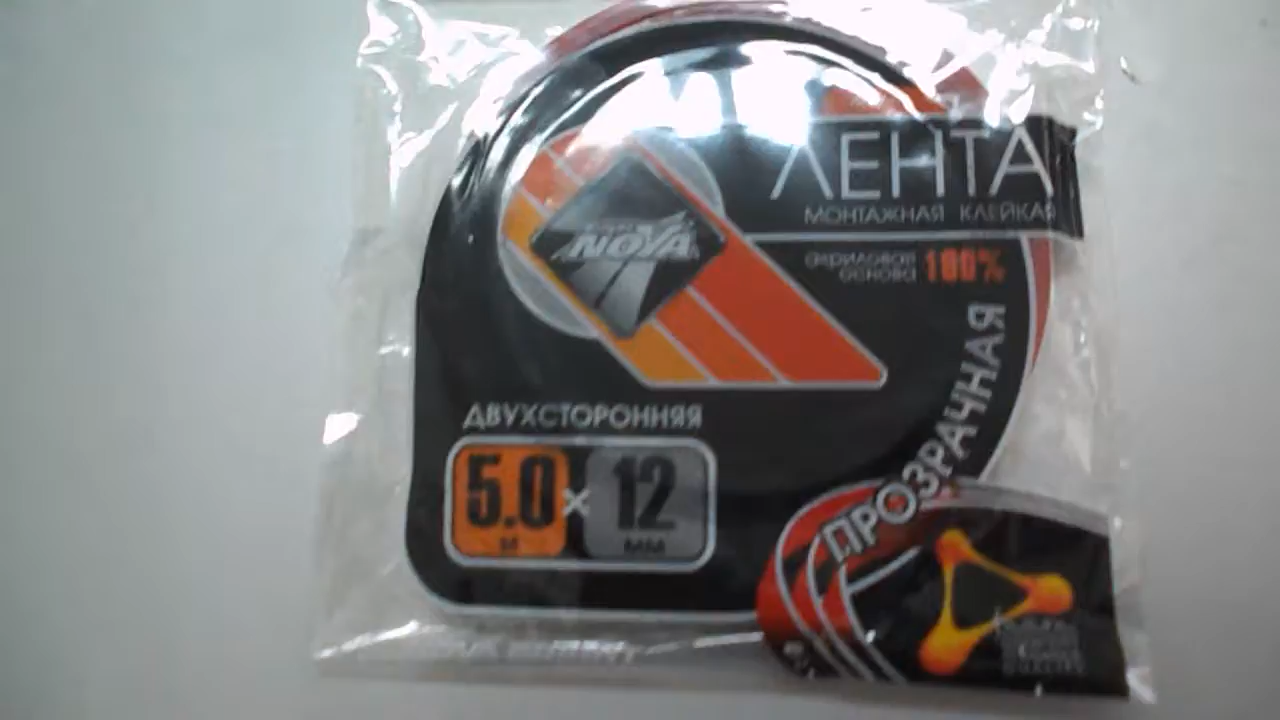 ЛЕНТА
МОНТАЖНАЯ КЛЕЙКАЯ
акриловая
основа 100%
NOVA
ПРОЗРАЧНАЯ
ДВУХСТОРОННЯЯ
5.0 x 12
М ММ